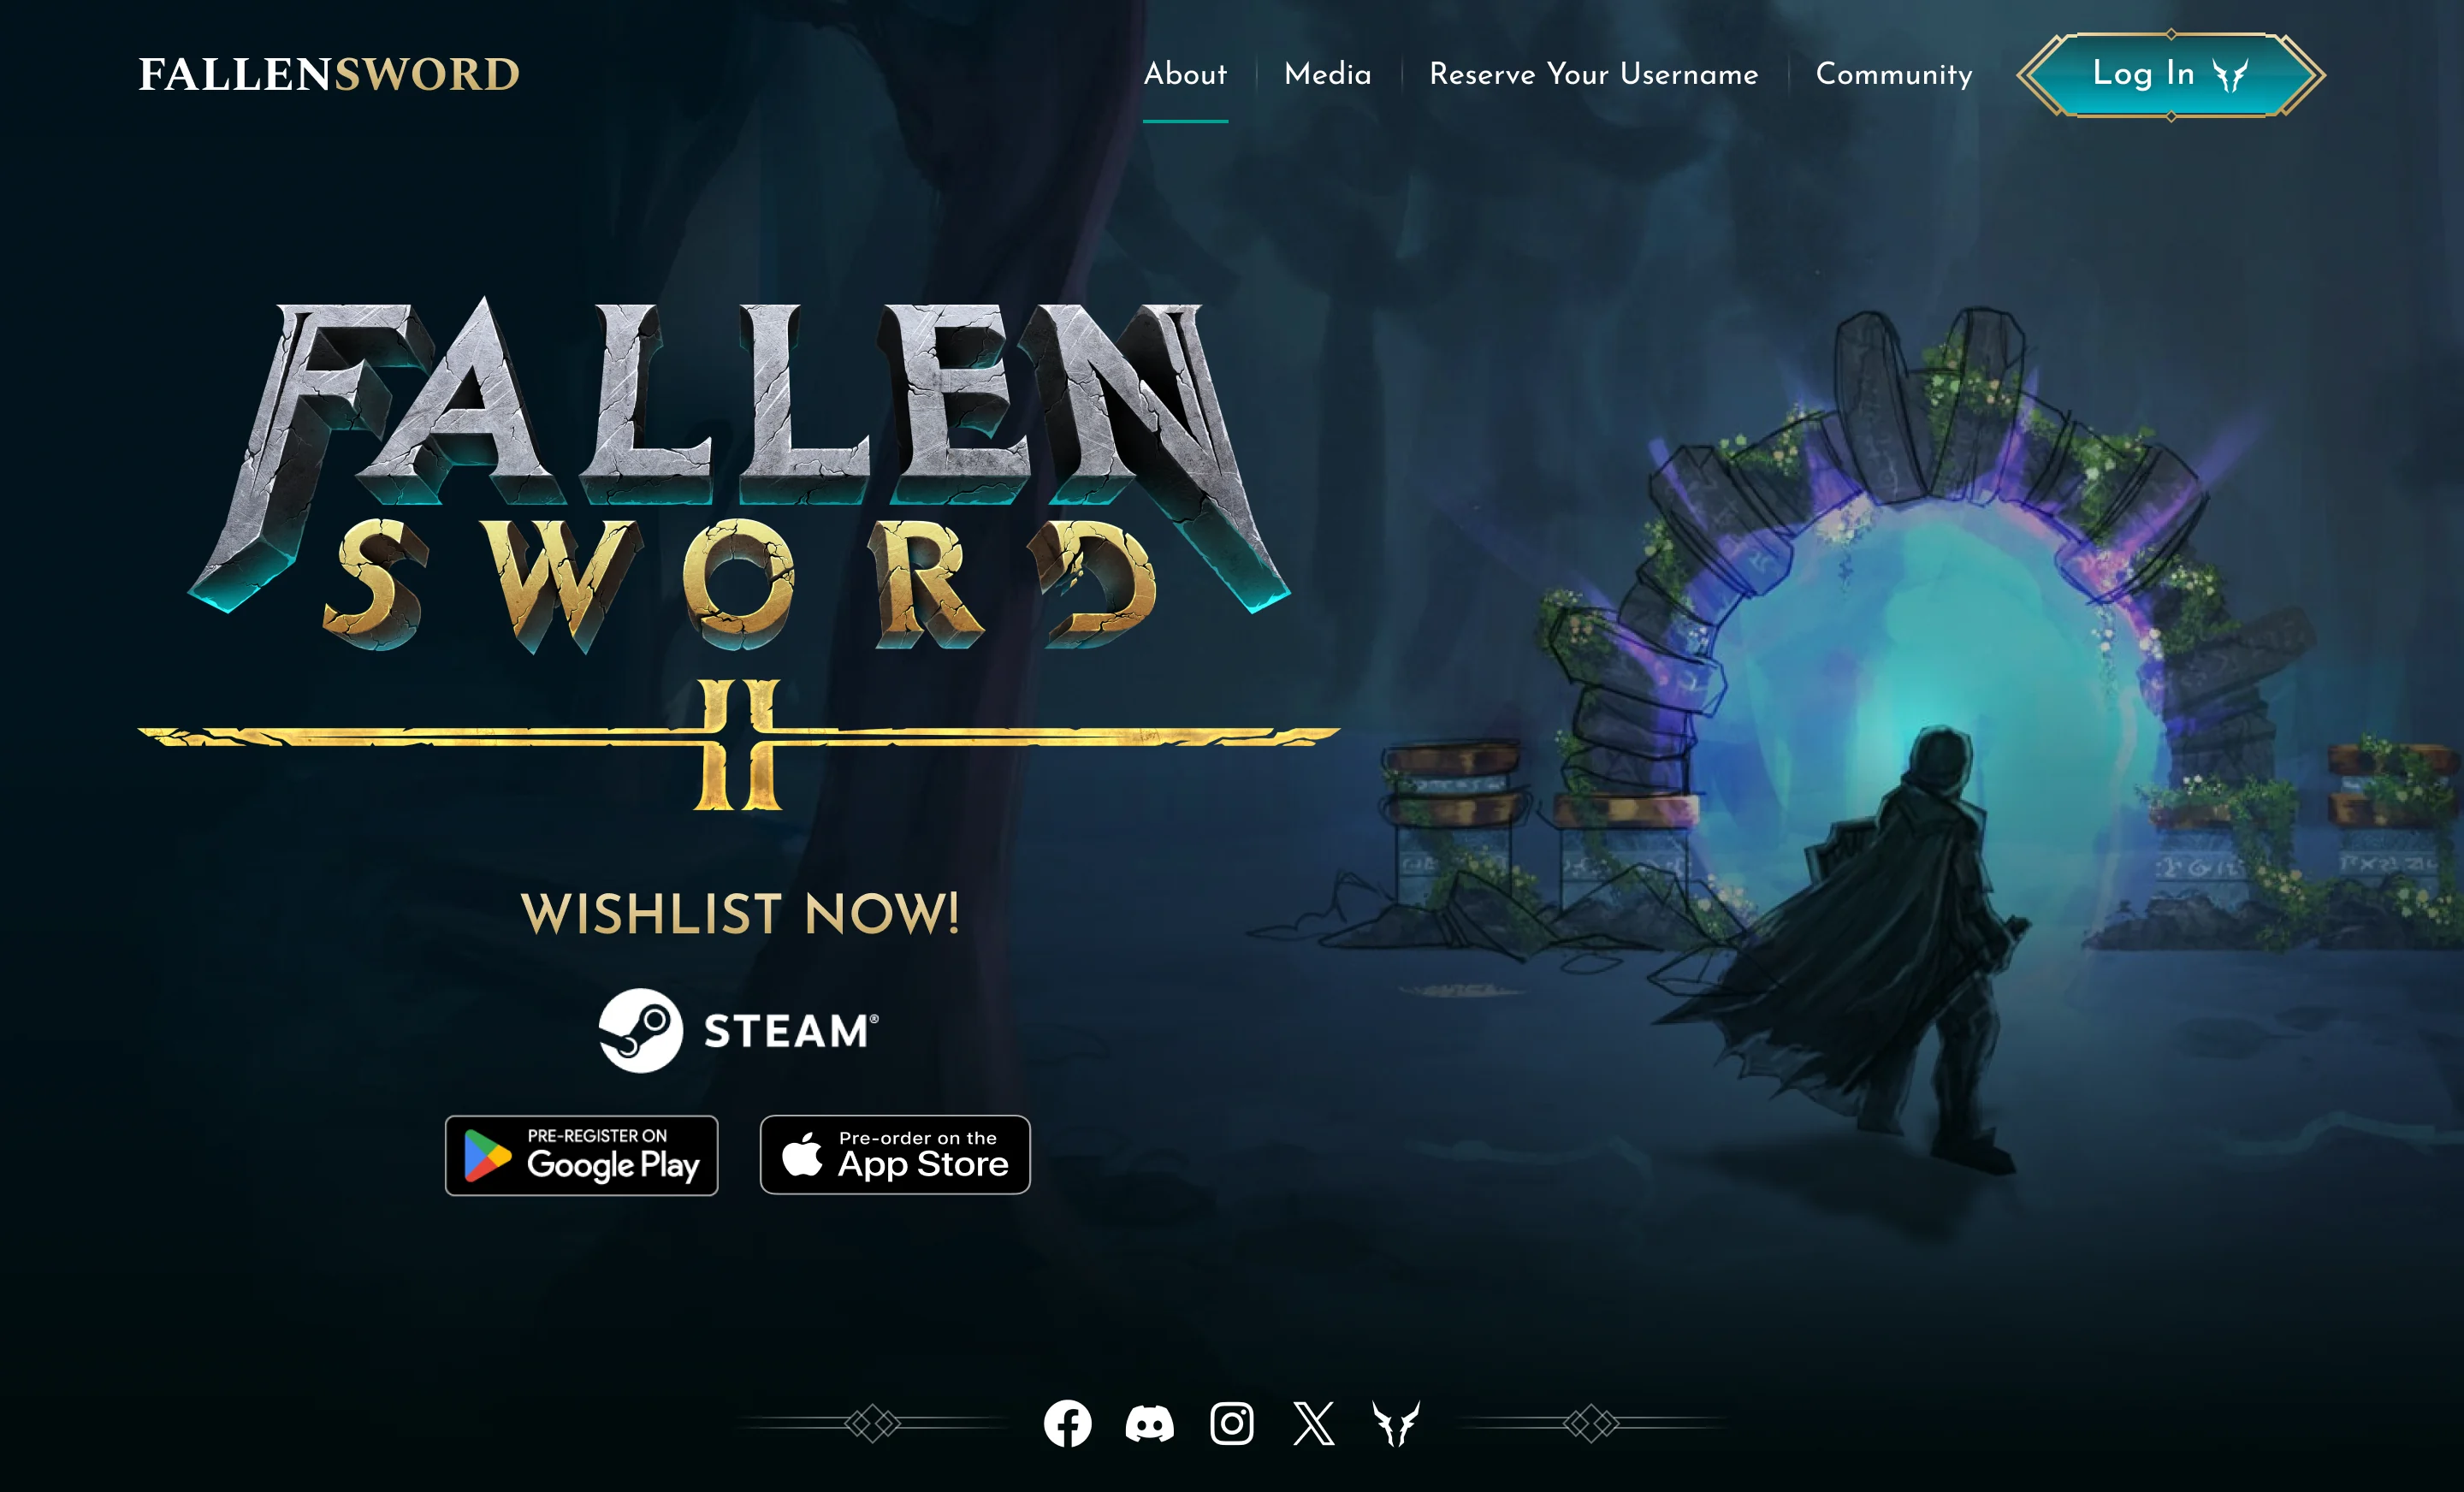 FALLENSWORD
About
Media
Reserve Your Username
Community
Log In
FALLEN
SWORD
II
WISHLIST NOW!
STEAM®
PRE-REGISTER ON
Google Play
Pre-order on the
App Store